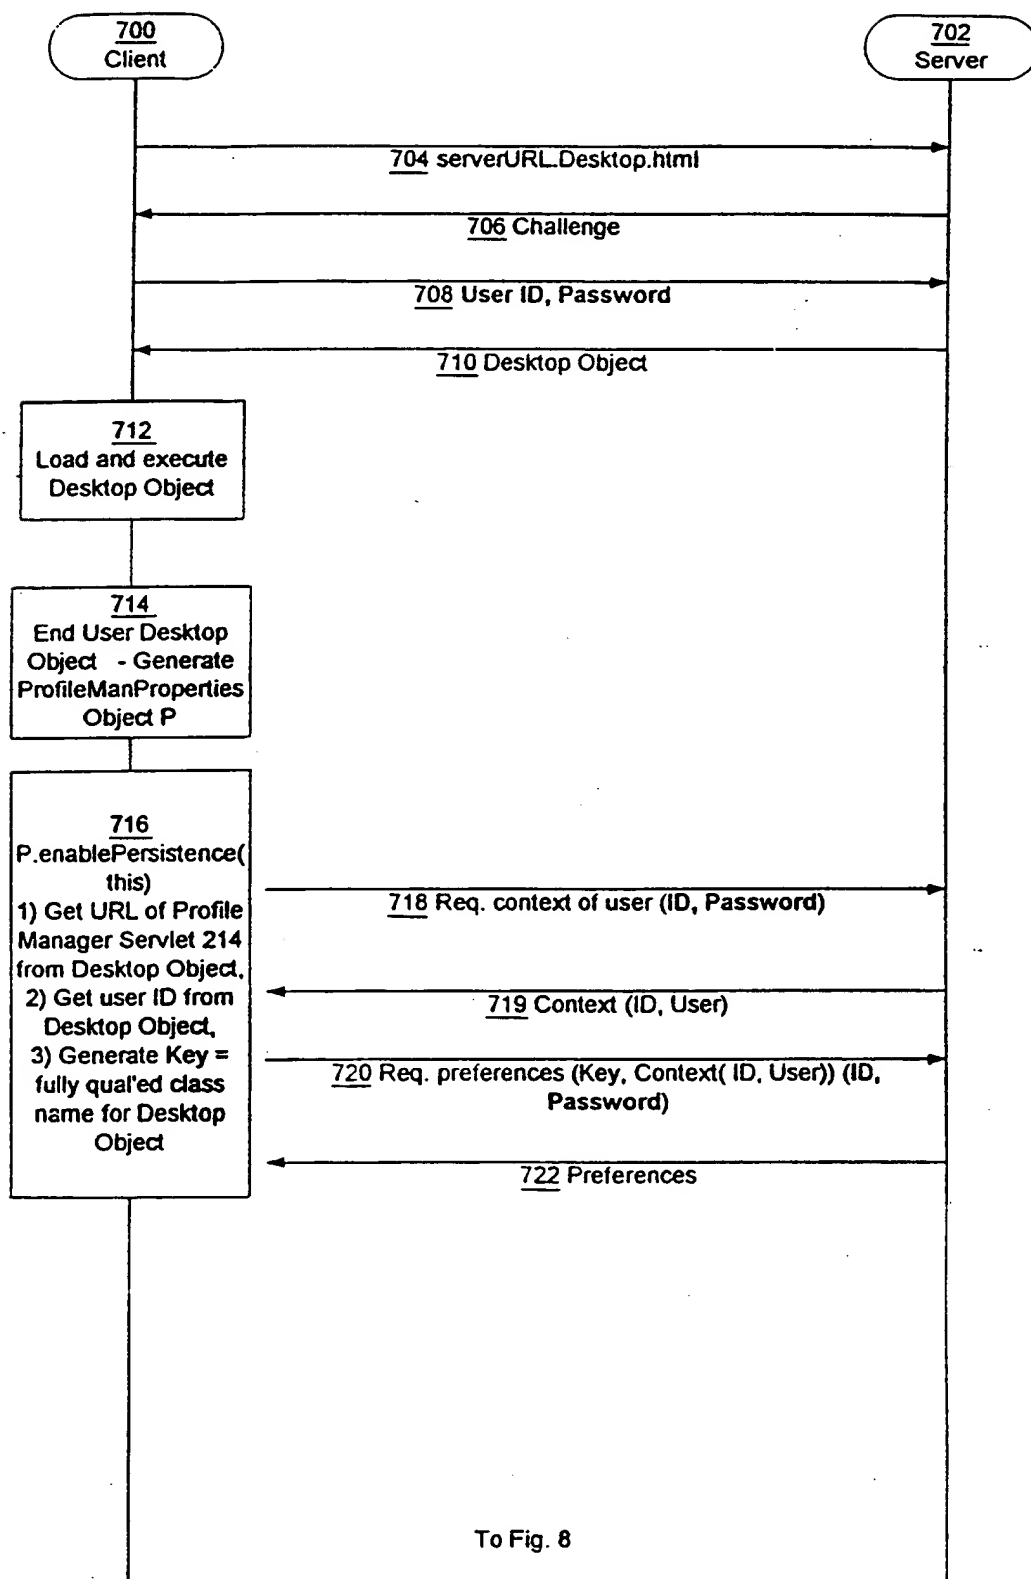 700
Client
702
Server
704 serverURL.Desktop.html
706 Challenge
708 User ID, Password
710 Desktop Object
712
Load and execute
Desktop Object
714
End User Desktop
Object - Generate
ProfileManProperties
Object P
716
P.enablePersistence(
this)
1) Get URL of Profile
Manager Servlet 214
from Desktop Object,
2) Get user ID from
Desktop Object,
3) Generate Key =
fully qual'ed class
name for Desktop
Object
718 Req. context of user (ID, Password)
719 Context (ID, User)
720 Req. preferences (Key, Context( ID, User)) (ID,
Password)
722 Preferences
To Fig. 8